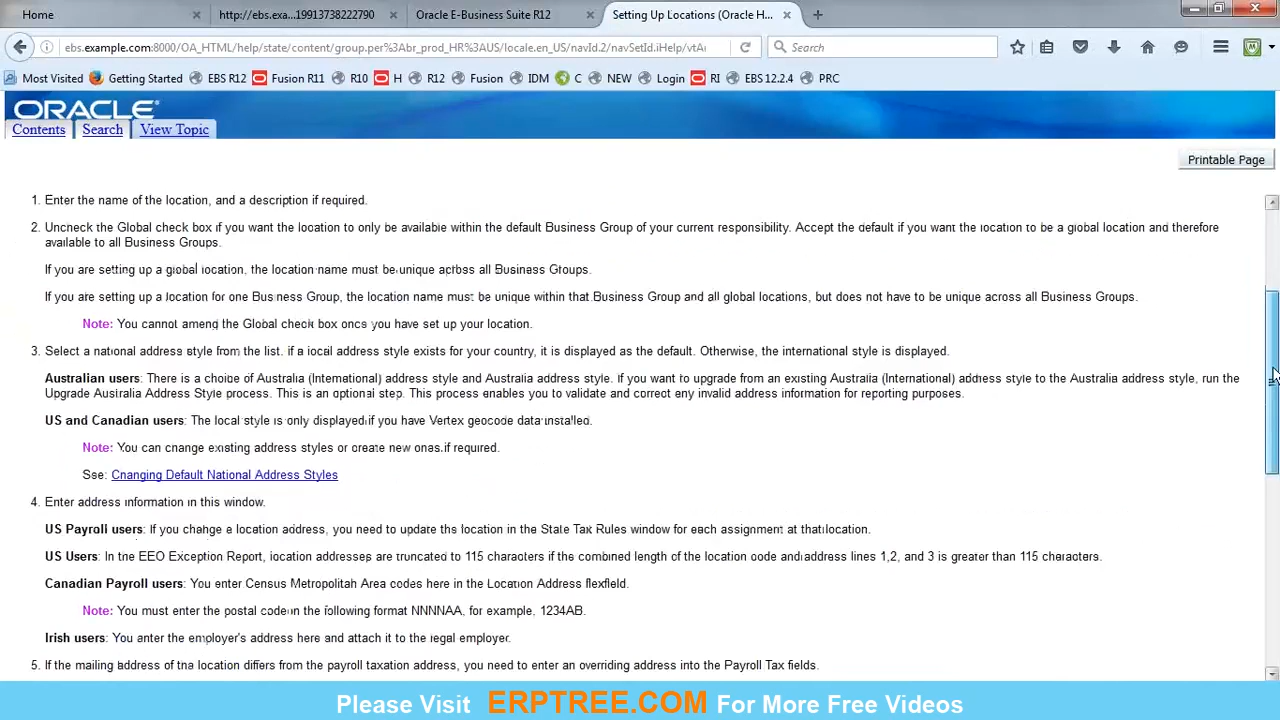 Home
http://ebs.exa...19913738222790
Oracle E-Business Suite R12
Setting Up Locations (Oracle H...
ebs.example.com:8000/OA_HTML/help/state/content/group.per%3Abr_prod_HR%3AUS/locale.en_US/navId.2/navSetId.iHelp/vtA
Search
Most Visited
Getting Started
EBS R12
Fusion R11
R10
H
R12
Fusion
IDM
C
NEW
Login
RI
EBS 12.2.4
PRC
ORACLE
Contents
Search
View Topic
Printable Page
1. Enter the name of the location, and a description if required.
2. Uncheck the Global check box if you want the location to only be available within the default Business Group of your current responsibility. Accept the default if you want the location to be a global location and therefore
available to all Business Groups.
If you are setting up a global location, the location name must be unique across all Business Groups.
If you are setting up a location for one Business Group, the location name must be unique within that Business Group and all global locations, but does not have to be unique across all Business Groups.
Note: You cannot amend the Global check box once you have set up your location.
3. Select a national address style from the list. If a local address style exists for your country, it is displayed as the default. Otherwise, the international style is displayed.
Australian users: There is a choice of Australia (International) address style and Australia address style. If you want to upgrade from an existing Australia (International) address style to the Australia address style, run the
Upgrade Australia Address Style process. This is an optional step. This process enables you to validate and correct any invalid address information for reporting purposes.
US and Canadian users: The local style is only displayed if you have Vertex geocode data installed.
Note: You can change existing address styles or create new ones if required.
See: Changing Default National Address Styles
4. Enter address information in this window.
US Payroll users: If you change a location address, you need to update the location in the State Tax Rules window for each assignment at that location.
US Users: In the EEO Exception Report, location addresses are truncated to 115 characters if the combined length of the location code and address lines 1,2, and 3 is greater than 115 characters.
Canadian Payroll users: You enter Census Metropolitan Area codes here in the Location Address flexfield.
Note: You must enter the postal code in the following format NNNNAA, for example, 1234AB.
Irish users: You enter the employer's address here and attach it to the legal employer.
5. If the mailing address of the location differs from the payroll taxation address, you need to enter an overriding address into the Payroll Tax fields.
Please Visit ERPTREE.COM For More Free Videos